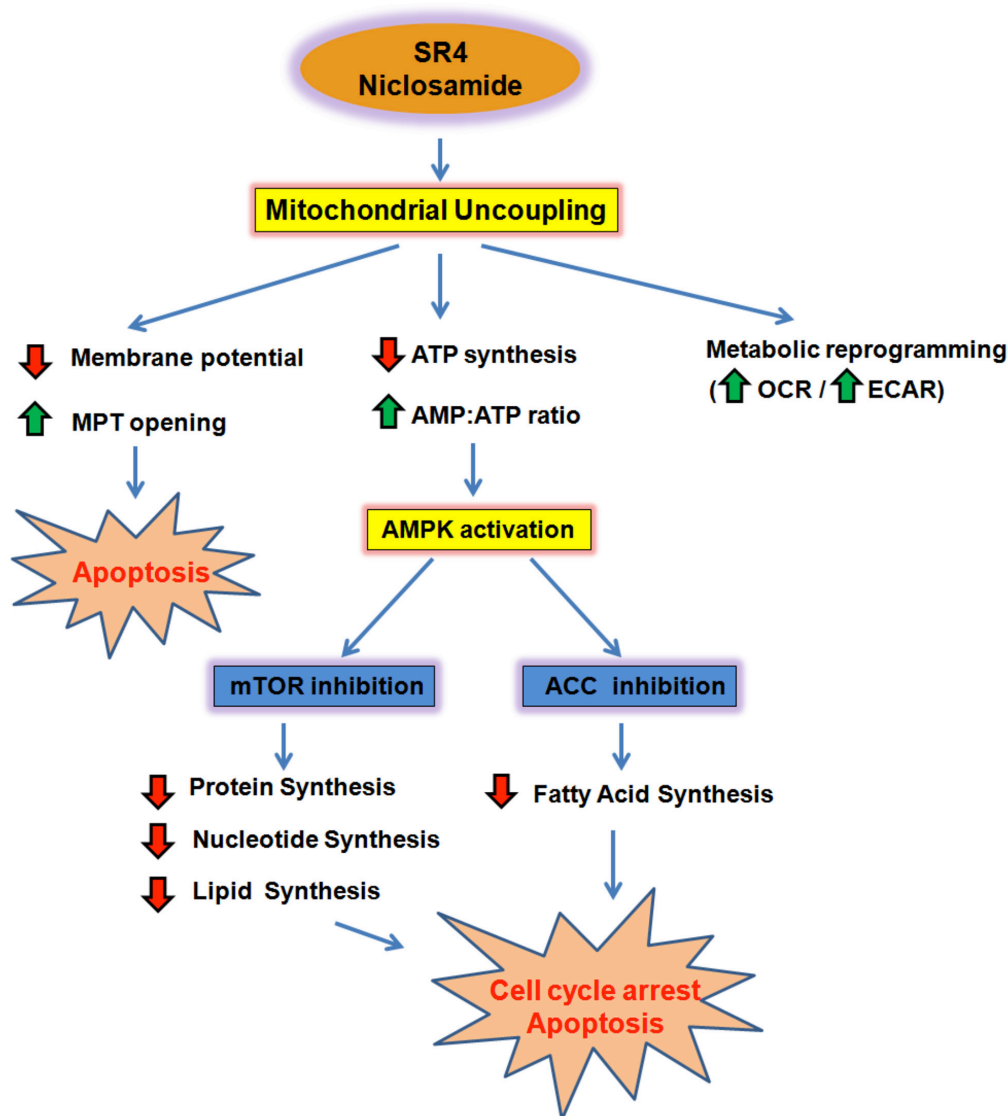 SR4
Niclosamide
Mitochondrial Uncoupling
Membrane potential
MPT opening
Apoptosis
ATP synthesis
AMP:ATP ratio
Metabolic reprogramming
( OCR / ECAR)
AMPK activation
mTOR inhibition
ACC inhibition
Protein Synthesis
Nucleotide Synthesis
Lipid Synthesis
Fatty Acid Synthesis
Cell cycle arrest
Apoptosis